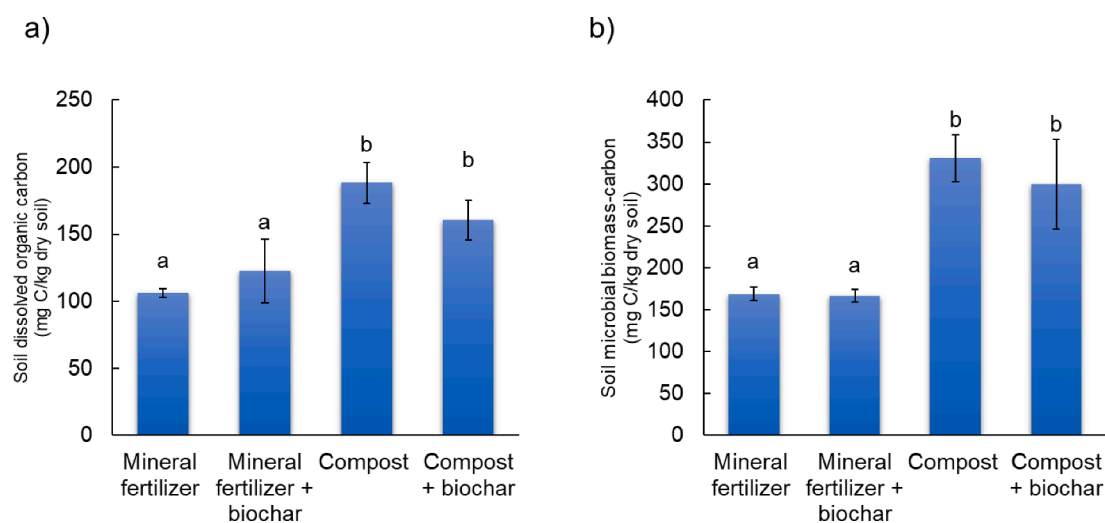 a)
Soil dissolved organic carbon
(mg C/kg dry soil)
250
200
150
100
50
0
a
a
b
b
Mineral
fertilizer
Mineral
fertilizer +
biochar
Compost
Compost
+ biochar
b)
Soil microbial biomass-carbon
(mg C/kg dry soil)
400
350
300
250
200
150
100
50
0
a
a
b
b
Mineral
fertilizer
Mineral
fertilizer +
biochar
Compost
Compost
+ biochar